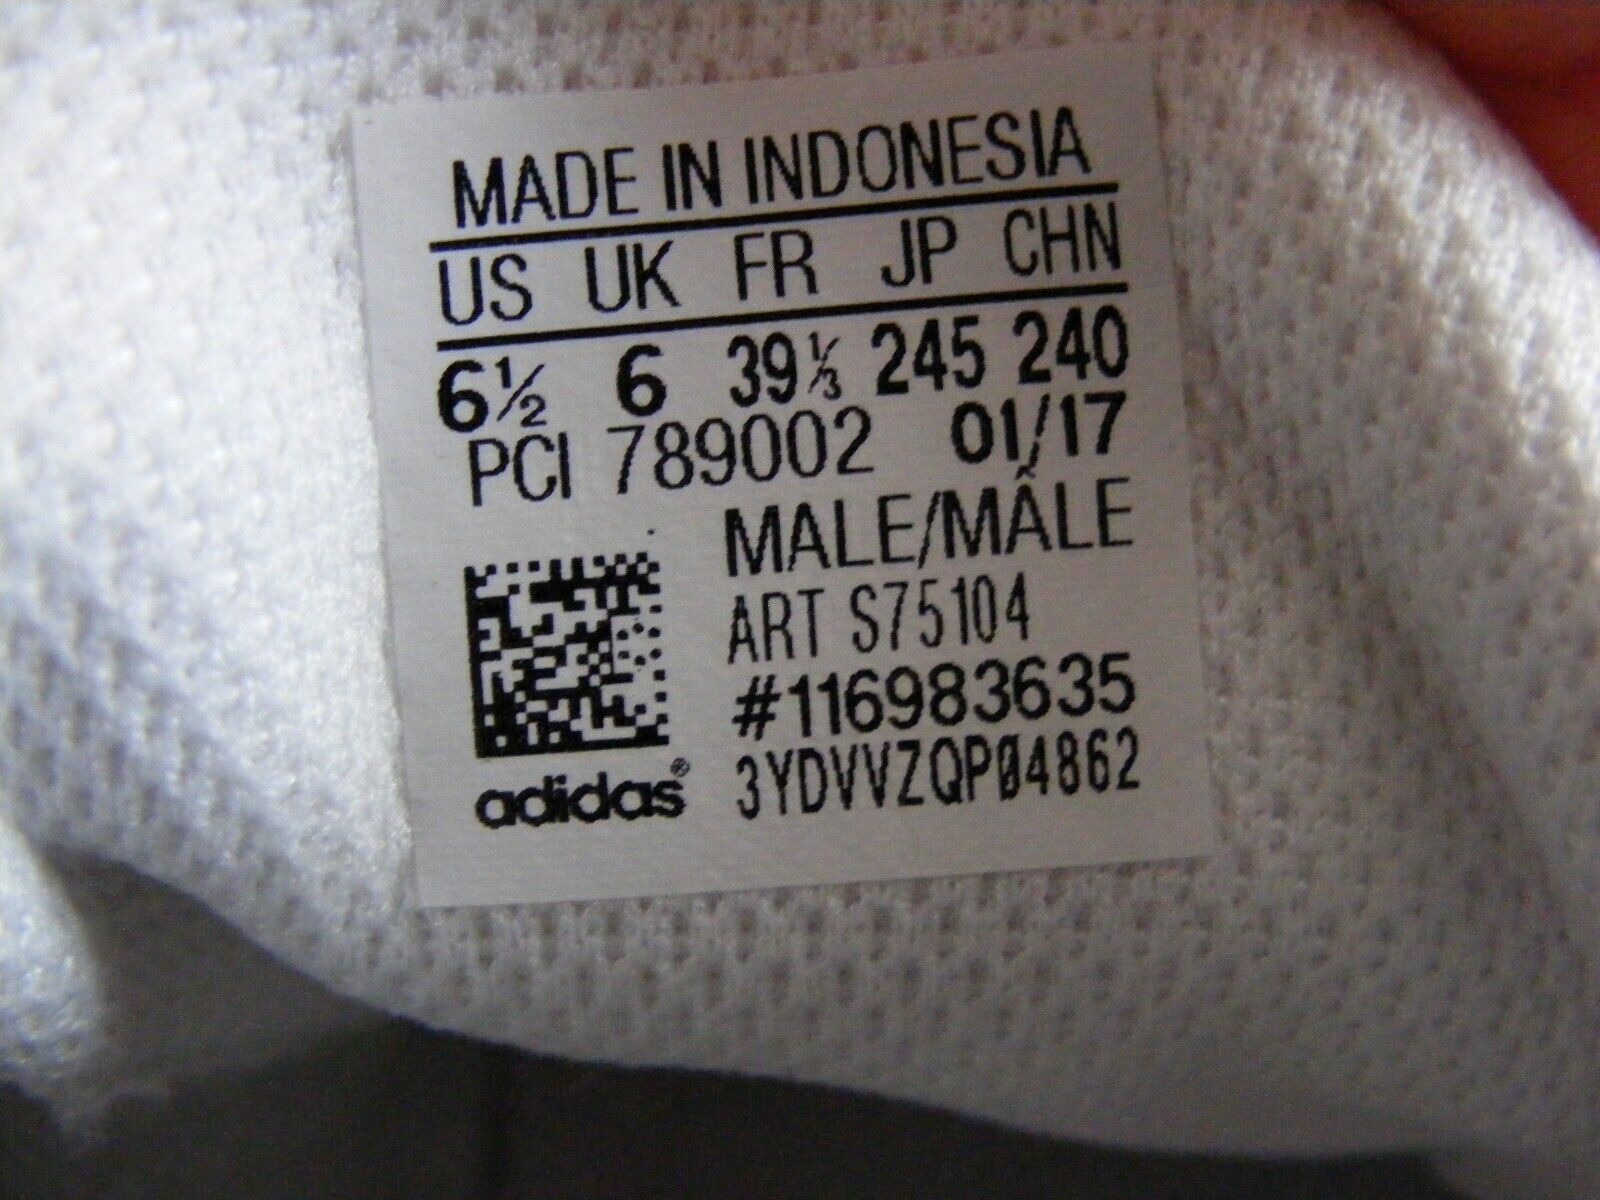 MADE IN INDONESIA
US UK FR JP CHN
6½ 6 39⅓ 245 240
PCI 789002 01/17
MALE/MÂLE
ART S75104
#116983635
adidas® 3YDVVZQPØ4862